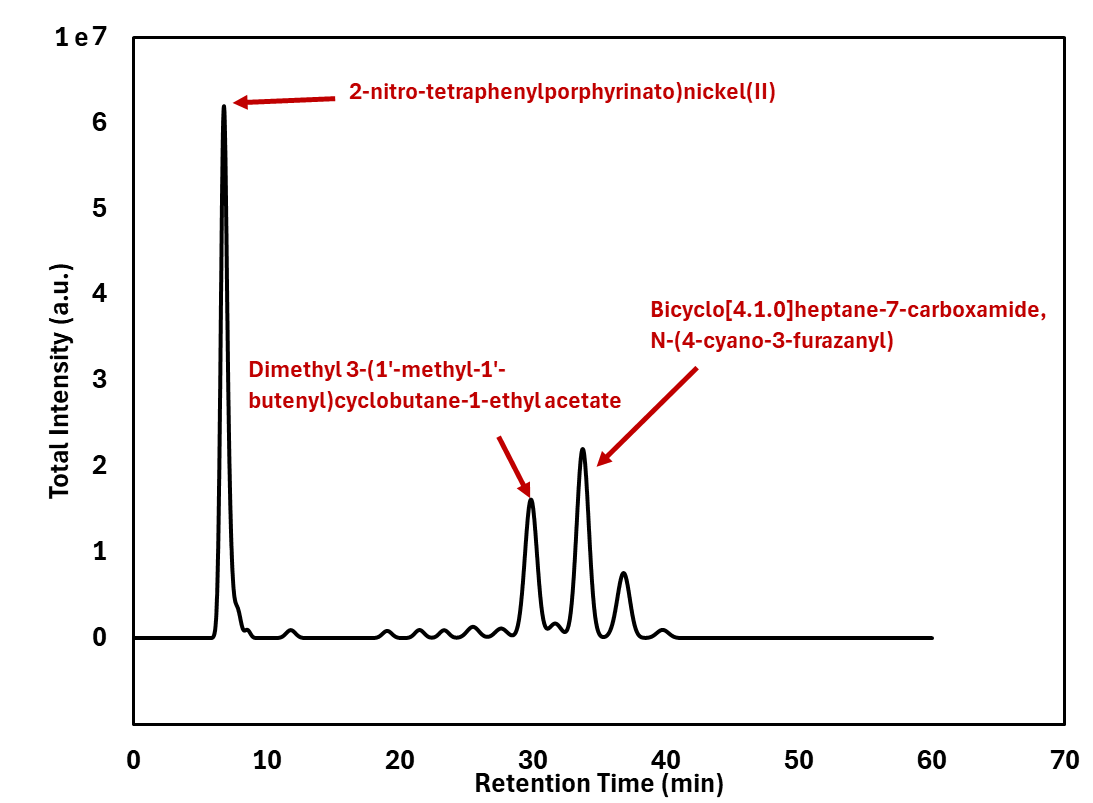 1e7
2-nitro-tetraphenylporphyrinato)nickel(II)
6
5
4
3
2
1
0
Total Intensity (a.u.)
Bicyclo[4.1.0]heptane-7-carboxamide,
N-(4-cyano-3-furazanyl)
Dimethyl 3-(1'-methyl-1'-
butenyl)cyclobutane-1-ethyl acetate
0 10 20 30 40 50 60 70
Retention Time (min)